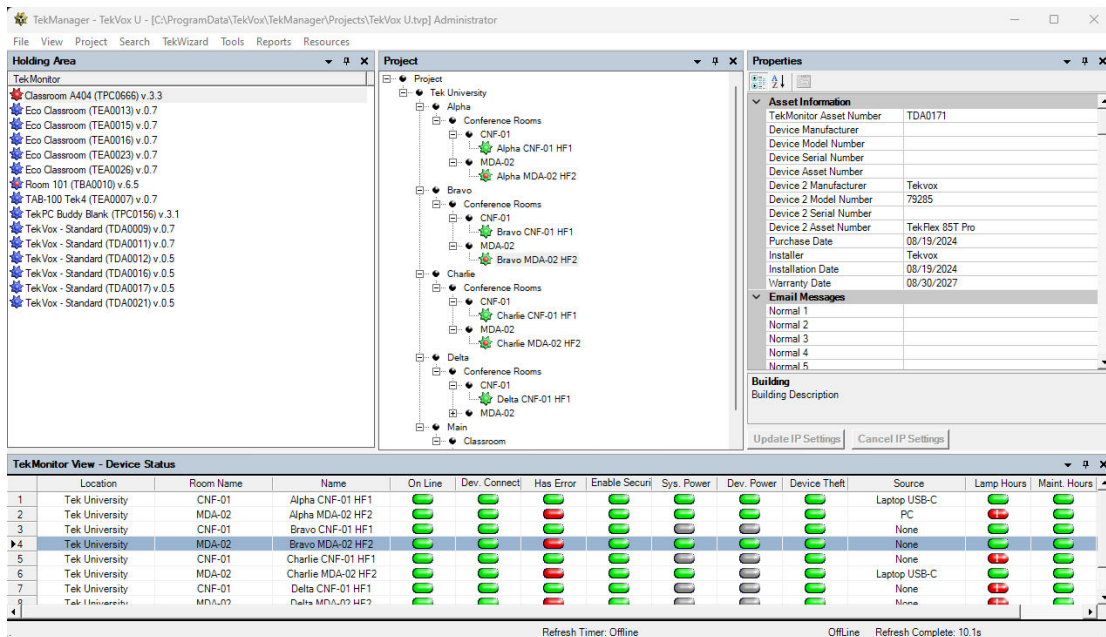 TekManager - TekVox U - [C:\ProgramData\TekVox\TekManager\Projects\TekVox U.tvp] Administrator
File View Project Search TekWizard Tools Reports Resources
Holding Area
TekMonitor
Classroom A404 (TPC0666) v.3.3
Eco Classroom (TEA0013) v.0.7
Eco Classroom (TEA0015) v.0.7
Eco Classroom (TEA0016) v.0.7
Eco Classroom (TEA0023) v.0.7
Eco Classroom (TEA0026) v.0.7
Room 101 (TBA0010) v.6.5
TAB-100 Tek4 (TEA0007) v.0.7
TekPC Buddy Blank (TPC0156) v.3.1
TekVox - Standard (TDA0009) v.0.7
TekVox - Standard (TDA0011) v.0.7
TekVox - Standard (TDA0012) v.0.5
TekVox - Standard (TDA0016) v.0.5
TekVox - Standard (TDA0017) v.0.5
TekVox - Standard (TDA0021) v.0.5
Project
Project
Tek University
Alpha
Conference Rooms
CNF-01
Alpha CNF-01 HF1
MDA-02
Alpha MDA-02 HF2
Bravo
Conference Rooms
CNF-01
Bravo CNF-01 HF1
MDA-02
Bravo MDA-02 HF2
Charlie
Conference Rooms
CNF-01
Charlie CNF-01 HF1
MDA-02
Charlie MDA-02 HF2
Delta
Conference Rooms
CNF-01
Delta CNF-01 HF1
MDA-02
Main
Classroom
Properties
Asset Information
TekMonitor Asset Number TDA0171
Device Manufacturer
Device Model Number
Device Serial Number
Device Asset Number
Device 2 Manufacturer Tekvox
Device 2 Model Number 79285
Device 2 Serial Number
Device 2 Asset Number TekFlex 85T Pro
Purchase Date 08/19/2024
Installer Tekvox
Installation Date 08/19/2024
Warranty Date 08/30/2027
Email Messages
Normal 1
Normal 2
Normal 3
Normal 4
Normal 5
Building
Building Description
Update IP Settings Cancel IP Settings
TekMonitor View - Device Status
Location Room Name Name On Line Dev. Connect Has Error Enable Securi Sys. Power Dev. Power Device Theft Source Lamp Hours Maint. Hours
1 Tek University CNF-01 Alpha CNF-01 HF1 Laptop USB-C
2 Tek University MDA-02 Alpha MDA-02 HF2 PC
3 Tek University CNF-01 Bravo CNF-01 HF1 None
4 Tek University MDA-02 Bravo MDA-02 HF2 None
5 Tek University CNF-01 Charlie CNF-01 HF1 None
6 Tek University MDA-02 Charlie MDA-02 HF2 Laptop USB-C
7 Tek University CNF-01 Delta CNF-01 HF1 None
8 Tek University MDA-02 Delta MDA-02 HF2 None
Refresh Timer: Offline OffLine Refresh Complete: 10.1s